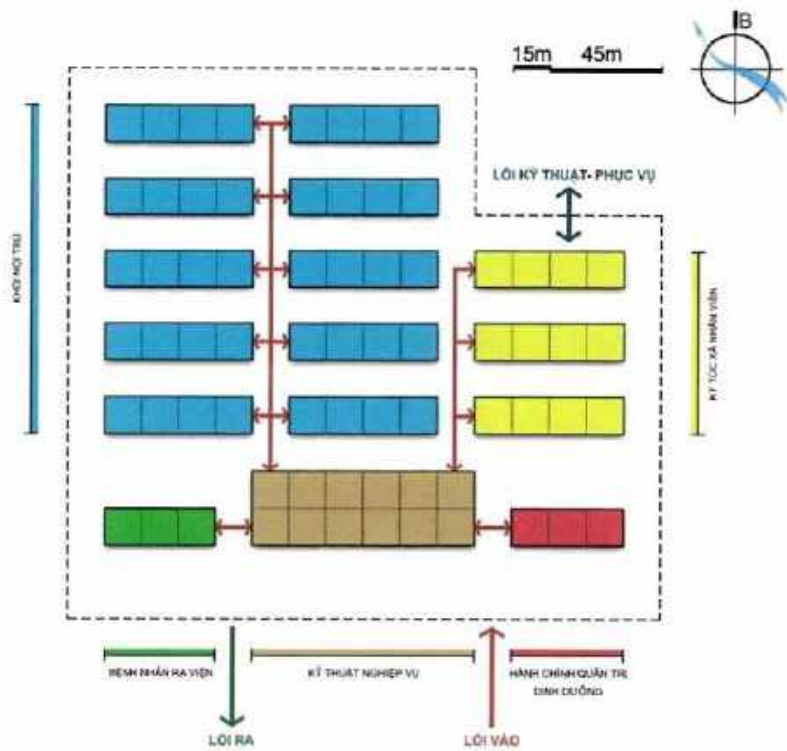 B
15m 45m
LỐI KỸ THUẬT- PHỤC VỤ
KHỐI NỘI TRÚ
KÝ TÚC XÁ NHÂN VIÊN
BỆNH NHÂN RA VIỆN
KỸ THUẬT NGHIỆP VỤ
HÀNH CHÍNH QUẢN TRỊ
DINH DƯỠNG
LỐI RA
LỐI VÀO